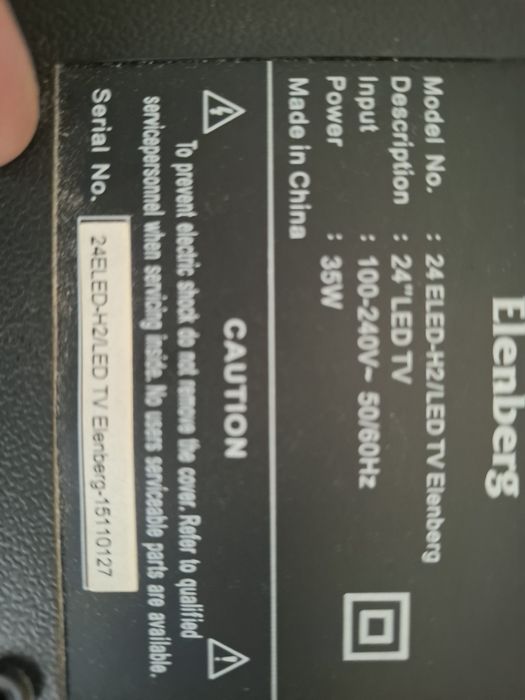 Elenberg
Model No. : 24 ELED-H2/LED TV Elenberg
Description : 24"LED TV
Input : 100-240V~ 50/60Hz
Power : 35W
Made in China
CAUTION
To prevent electric shock do not remove the cover. Refer to qualified
servicepersonnel when servicing inside. No users serviceable parts are available.
Serial No. 24ELED-H2/LED TV Elenberg-15110127